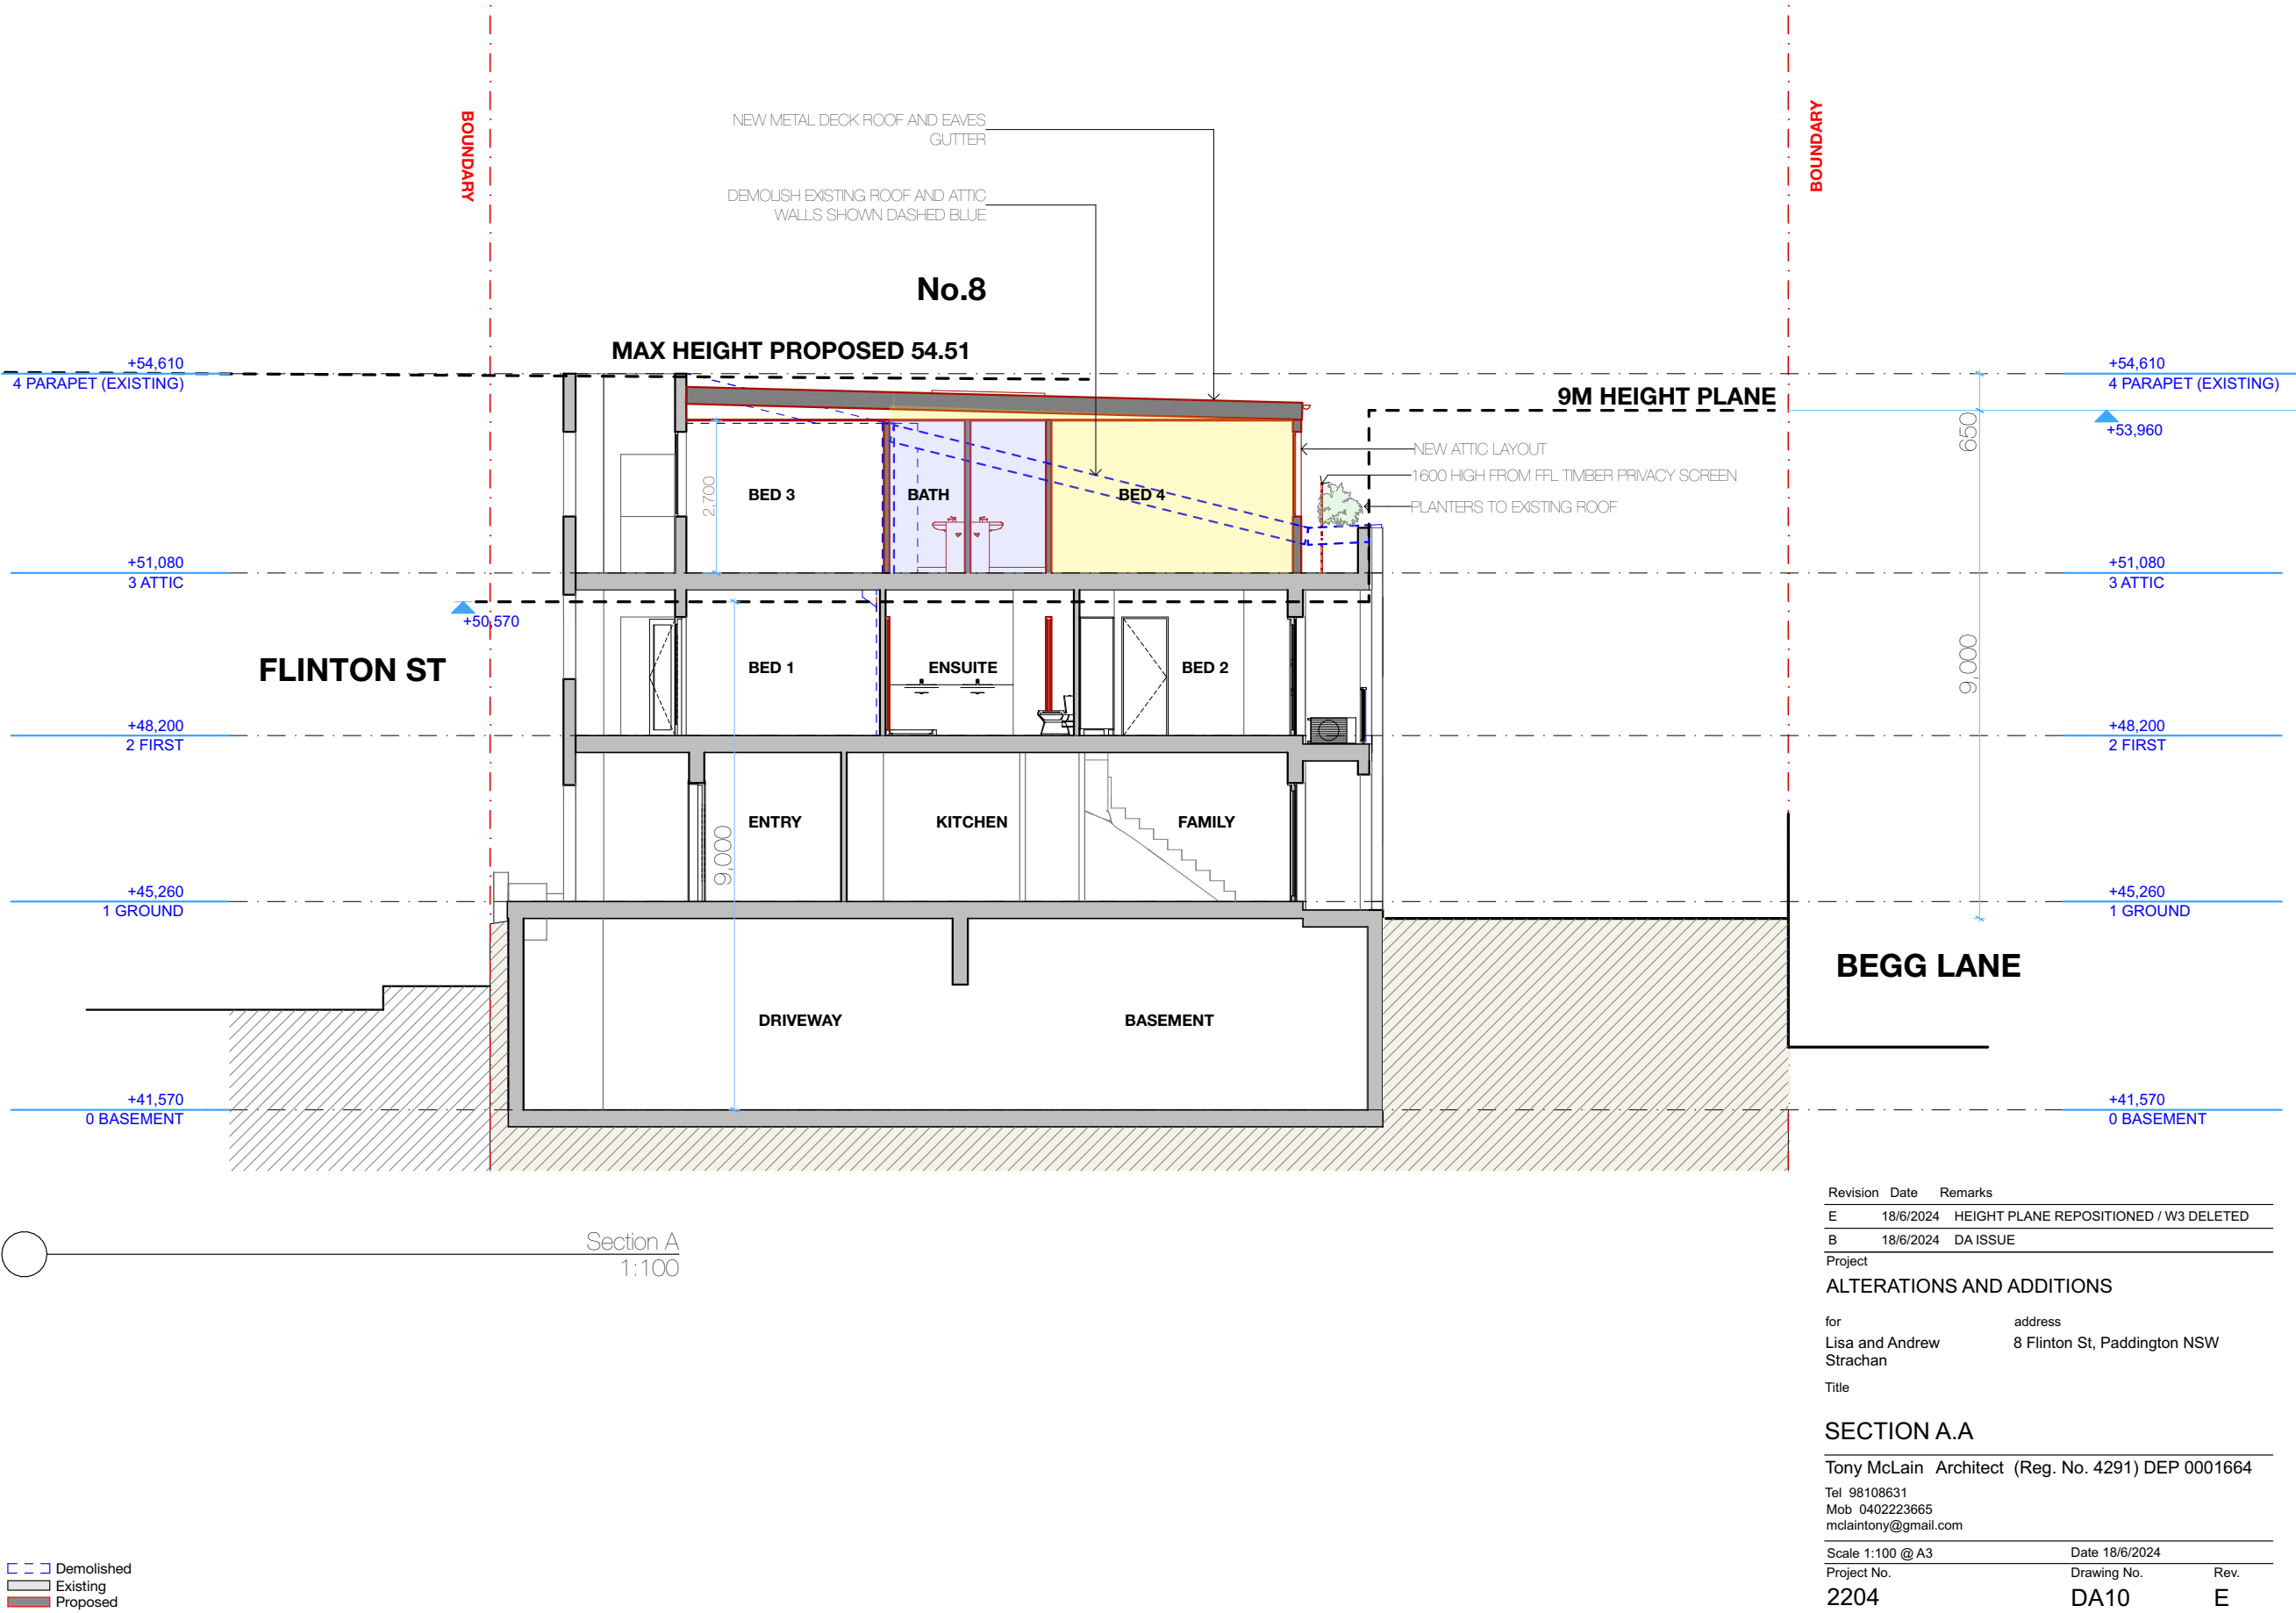 BOUNDARY
BOUNDARY
NEW METAL DECK ROOF AND EAVES
GUTTER
DEMOLISH EXISTING ROOF AND ATTIC
WALLS SHOWN DASHED BLUE
No.8
MAX HEIGHT PROPOSED 54.51
+54,610
4 PARAPET (EXISTING)
+54,610
4 PARAPET (EXISTING)
9M HEIGHT PLANE
+53,960
650
NEW ATTIC LAYOUT
1600 HIGH FROM FFL TIMBER PRIVACY SCREEN
PLANTERS TO EXISTING ROOF
2,700
BED 3
BATH
BED 4
+51,080
3 ATTIC
+51,080
3 ATTIC
+50,570
FLINTON ST
BED 1
ENSUITE
BED 2
9,000
+48,200
2 FIRST
+48,200
2 FIRST
9,000
ENTRY
KITCHEN
FAMILY
+45,260
1 GROUND
+45,260
1 GROUND
BEGG LANE
DRIVEWAY
BASEMENT
+41,570
0 BASEMENT
+41,570
0 BASEMENT
Section A
1:100
Revision Date Remarks
E 18/6/2024 HEIGHT PLANE REPOSITIONED / W3 DELETED
B 18/6/2024 DA ISSUE
Project
ALTERATIONS AND ADDITIONS
for address
Lisa and Andrew 8 Flinton St, Paddington NSW
Strachan
Title
SECTION A.A
Tony McLain Architect (Reg. No. 4291) DEP 0001664
Tel 98108631
Mob 0402223665
mclaintony@gmail.com
Scale 1:100 @ A3 Date 18/6/2024
Project No. Drawing No. Rev.
2204 DA10 E
Demolished
Existing
Proposed